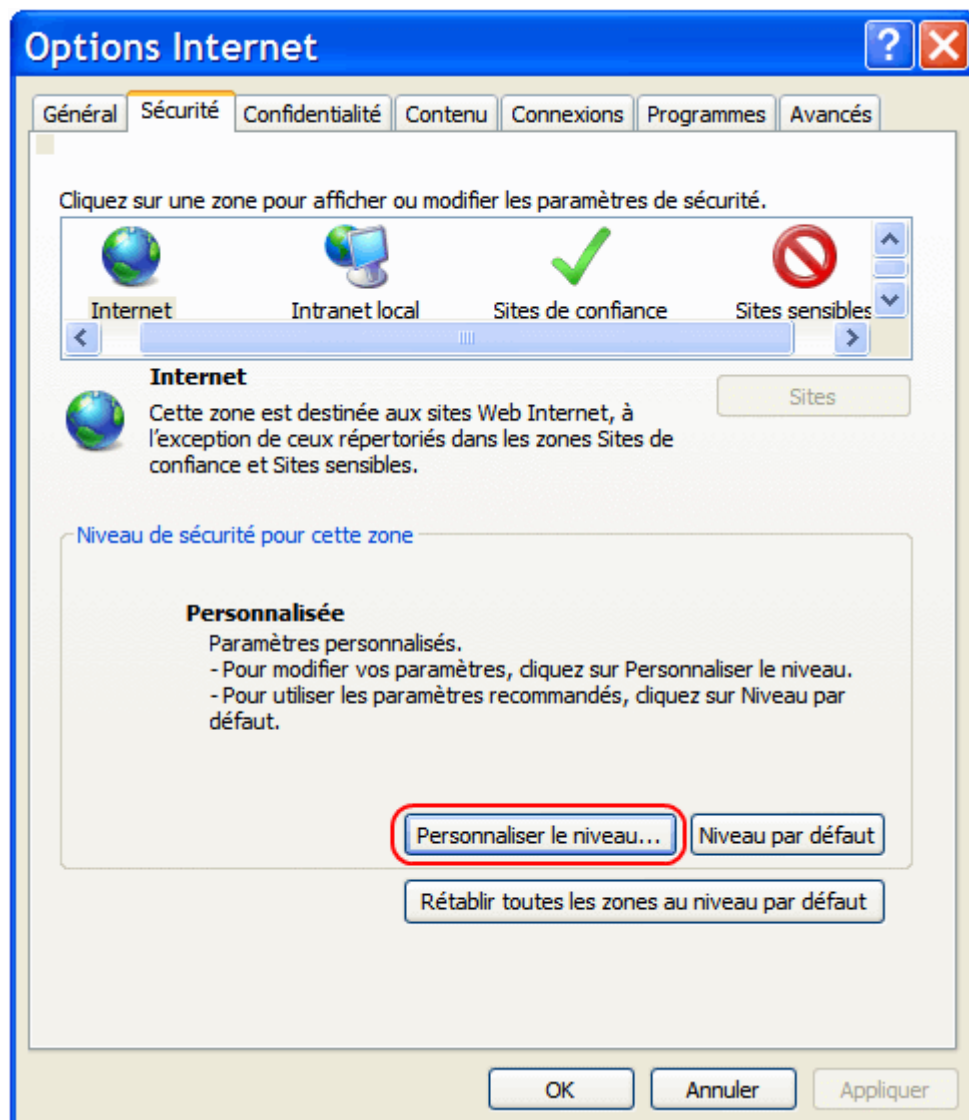 Options Internet
?
Général Sécurité Confidentialité Contenu Connexions Programmes Avancés
Cliquez sur une zone pour afficher ou modifier les paramètres de sécurité.
Internet Intranet local Sites de confiance Sites sensibles
Internet
Sites
Cette zone est destinée aux sites Web Internet, à
l'exception de ceux répertoriés dans les zones Sites de
confiance et Sites sensibles.
Niveau de sécurité pour cette zone
Personnalisée
Paramètres personnalisés.
- Pour modifier vos paramètres, cliquez sur Personnaliser le niveau.
- Pour utiliser les paramètres recommandés, cliquez sur Niveau par
défaut.
Personnaliser le niveau... Niveau par défaut
Rétablir toutes les zones au niveau par défaut
OK Annuler Appliquer